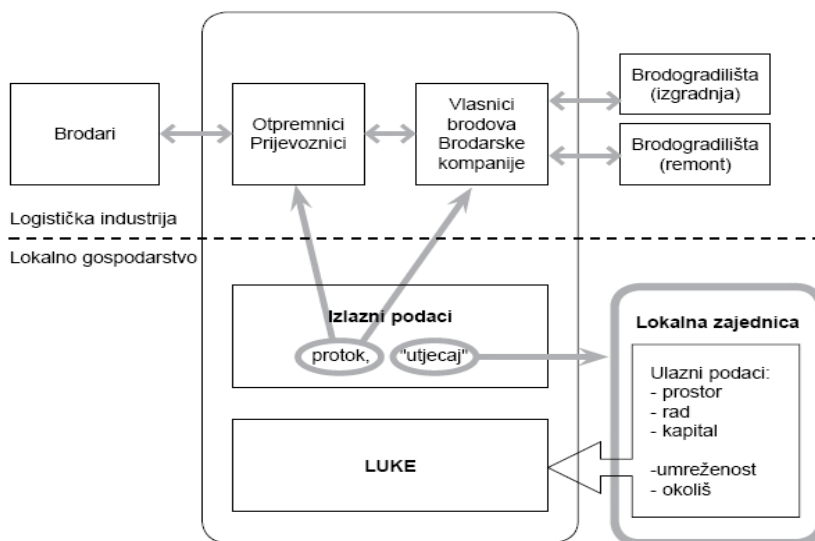 Brodari
Otpremnici
Prijevoznici
Vlasnici
brodova
Brodarske
kompanije
Brodogradilišta
(izgradnja)
Brodogradilišta
(remont)
Logistička industrija
Lokalno gospodarstvo
Izlazni podaci
protok,
"utjecaj"
LUKE
Lokalna zajednica
Ulazni podaci:
- prostor
- rad
- kapital
-umreženost
- okoliš